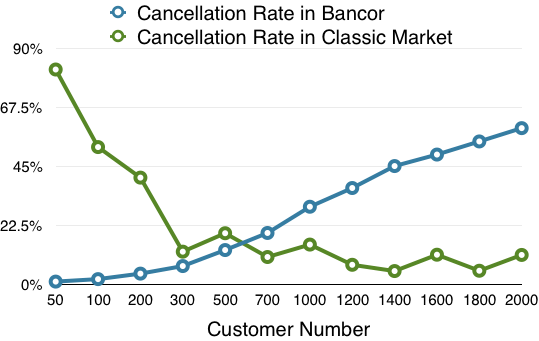 Cancellation Rate in Bancor
Cancellation Rate in Classic Market
90%
67.5%
45%
22.5%
0%
50 100 200 300 500 700 1000 1200 1400 1600 1800 2000
Customer Number